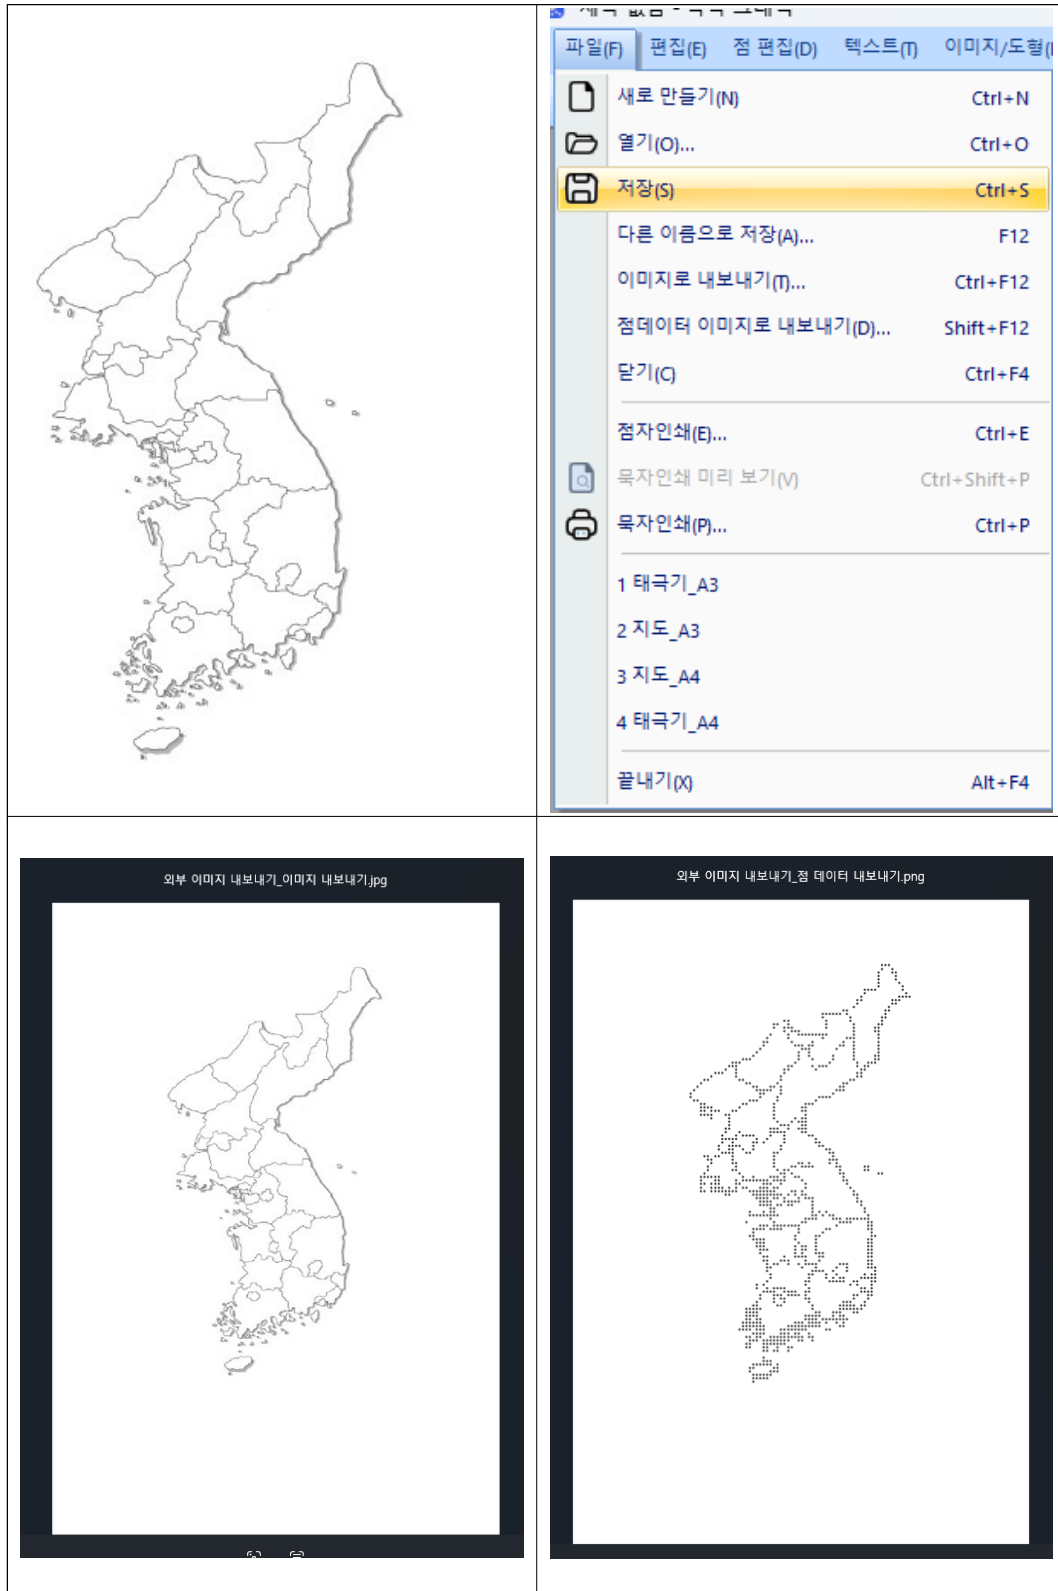 파일(F) 편집(E) 점 편집(D) 텍스트(T) 이미지/도형(
새로 만들기(N) Ctrl+N
열기(O)... Ctrl+O
저장(S) Ctrl+S
다른 이름으로 저장(A)... F12
이미지로 내보내기(T)... Ctrl+F12
점데이터 이미지로 내보내기(D)... Shift+F12
닫기(C) Ctrl+F4
점자인쇄(E)... Ctrl+E
묵자인쇄 미리 보기(V) Ctrl+Shift+P
묵자인쇄(P)... Ctrl+P
1 태극기_A3
2 지도_A3
3 지도_A4
4 태극기_A4
끝내기(X) Alt+F4
외부 이미지 내보내기_이미지 내보내기.jpg
외부 이미지 내보내기_점 데이터 내보내기.png